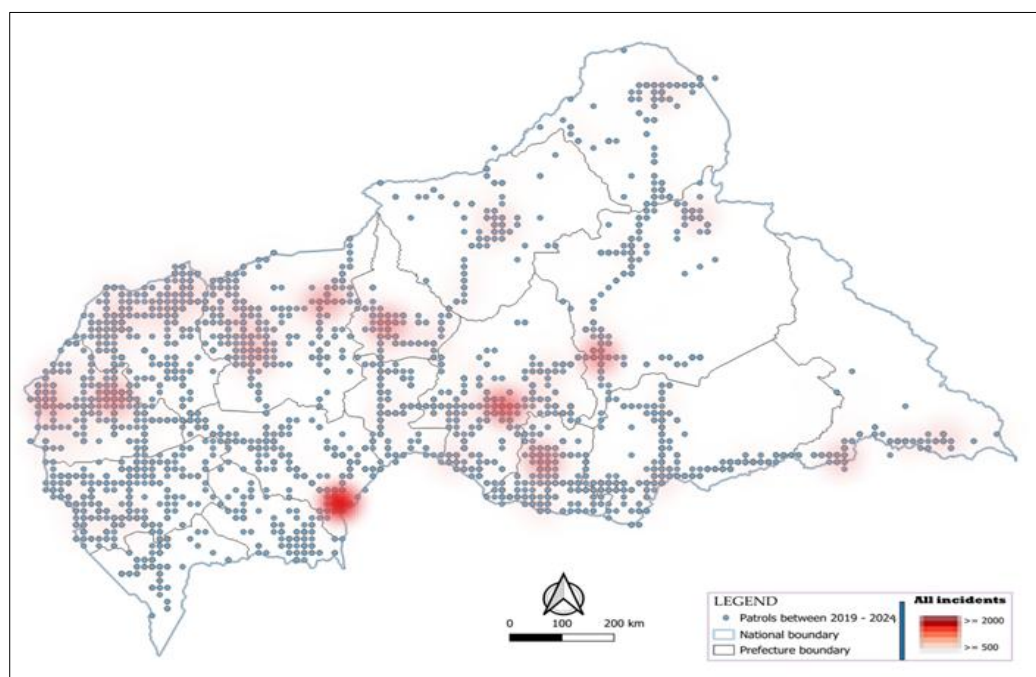 0 100 200 km
LEGEND
Patrols between 2019 - 2024
National boundary
Prefecture boundary
All incidents
>= 2000
>= 500